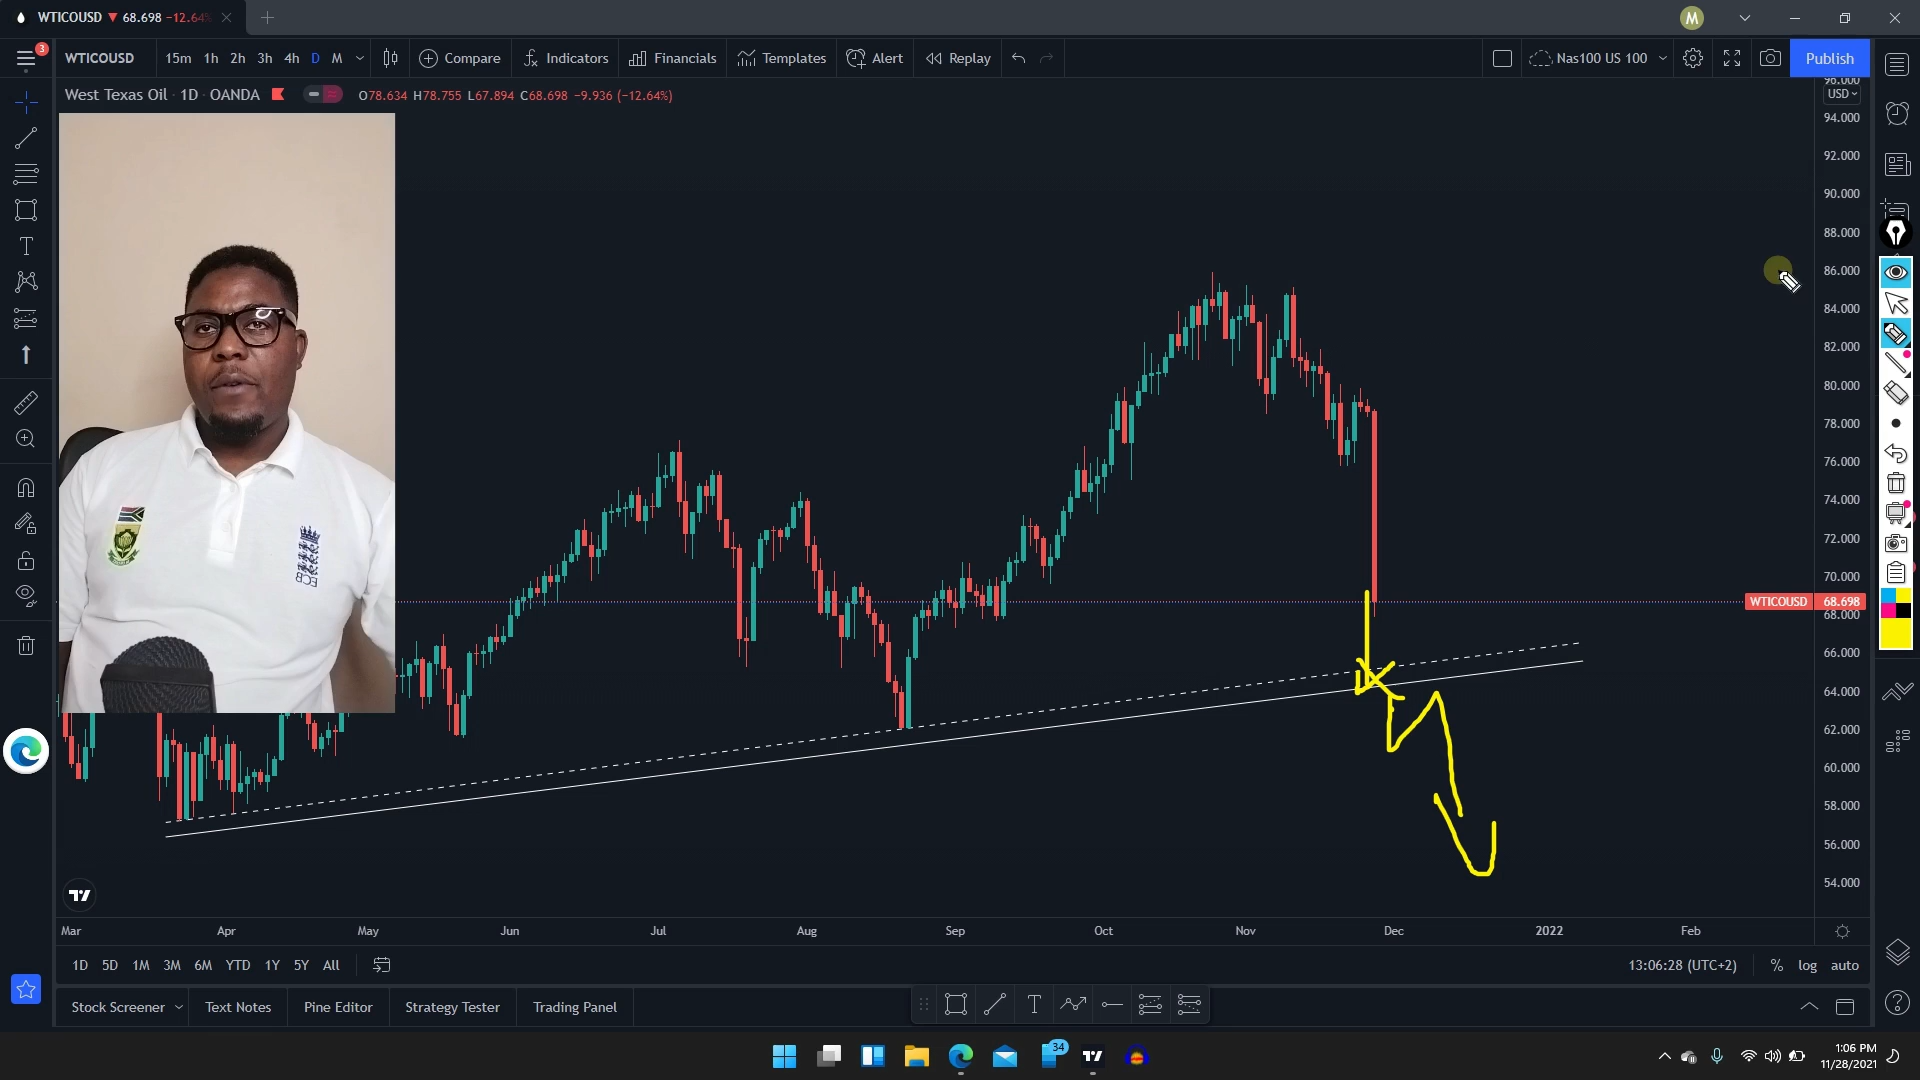 WTICOUSD ▼ 68.698 −12.64%
M
3
WTICOUSD 15m 1h 2h 3h 4h D M Compare Indicators Financials Templates Alert Replay Nas100 US 100 Publish
West Texas Oil · 1D · OANDA O78.634 H78.755 L67.894 C68.698 −9.936 (−12.64%)
96.000
USD
94.000
92.000
90.000
88.000
86.000
84.000
82.000
80.000
78.000
76.000
74.000
72.000
70.000
WTICOUSD 68.698
68.000
66.000
64.000
62.000
60.000
58.000
56.000
54.000
Mar Apr May Jun Jul Aug Sep Oct Nov Dec 2022 Feb
1D 5D 1M 3M 6M YTD 1Y 5Y All 13:06:28 (UTC+2) % log auto
Stock Screener Text Notes Pine Editor Strategy Tester Trading Panel
34
1:06 PM
11/28/2021